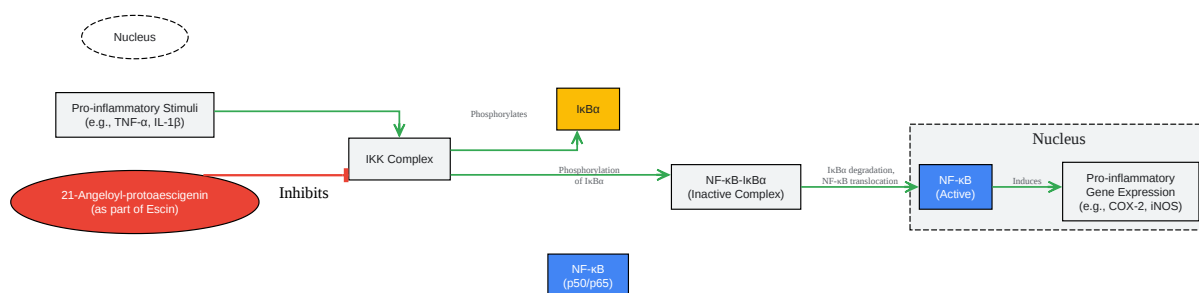 Nucleus
Pro-inflammatory Stimuli
(e.g., TNF-α, IL-1β)
Phosphorylates
IκBα
IKK Complex
21-Angeloyl-protoaescigenin
(as part of Escin)
Inhibits
Phosphorylation
of IκBα
NF-κB-IκBα
(Inactive Complex)
IκBα degradation,
NF-κB translocation
Nucleus
NF-κB
(Active)
Induces
Pro-inflammatory
Gene Expression
(e.g., COX-2, iNOS)
NF-κB
(p50/p65)